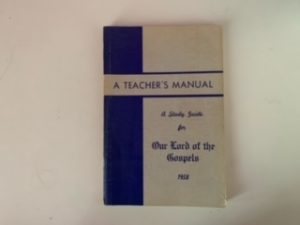 A TEACHER'S MANUAL
A Study Guide
for
Our Lord of the
Gospels
1958